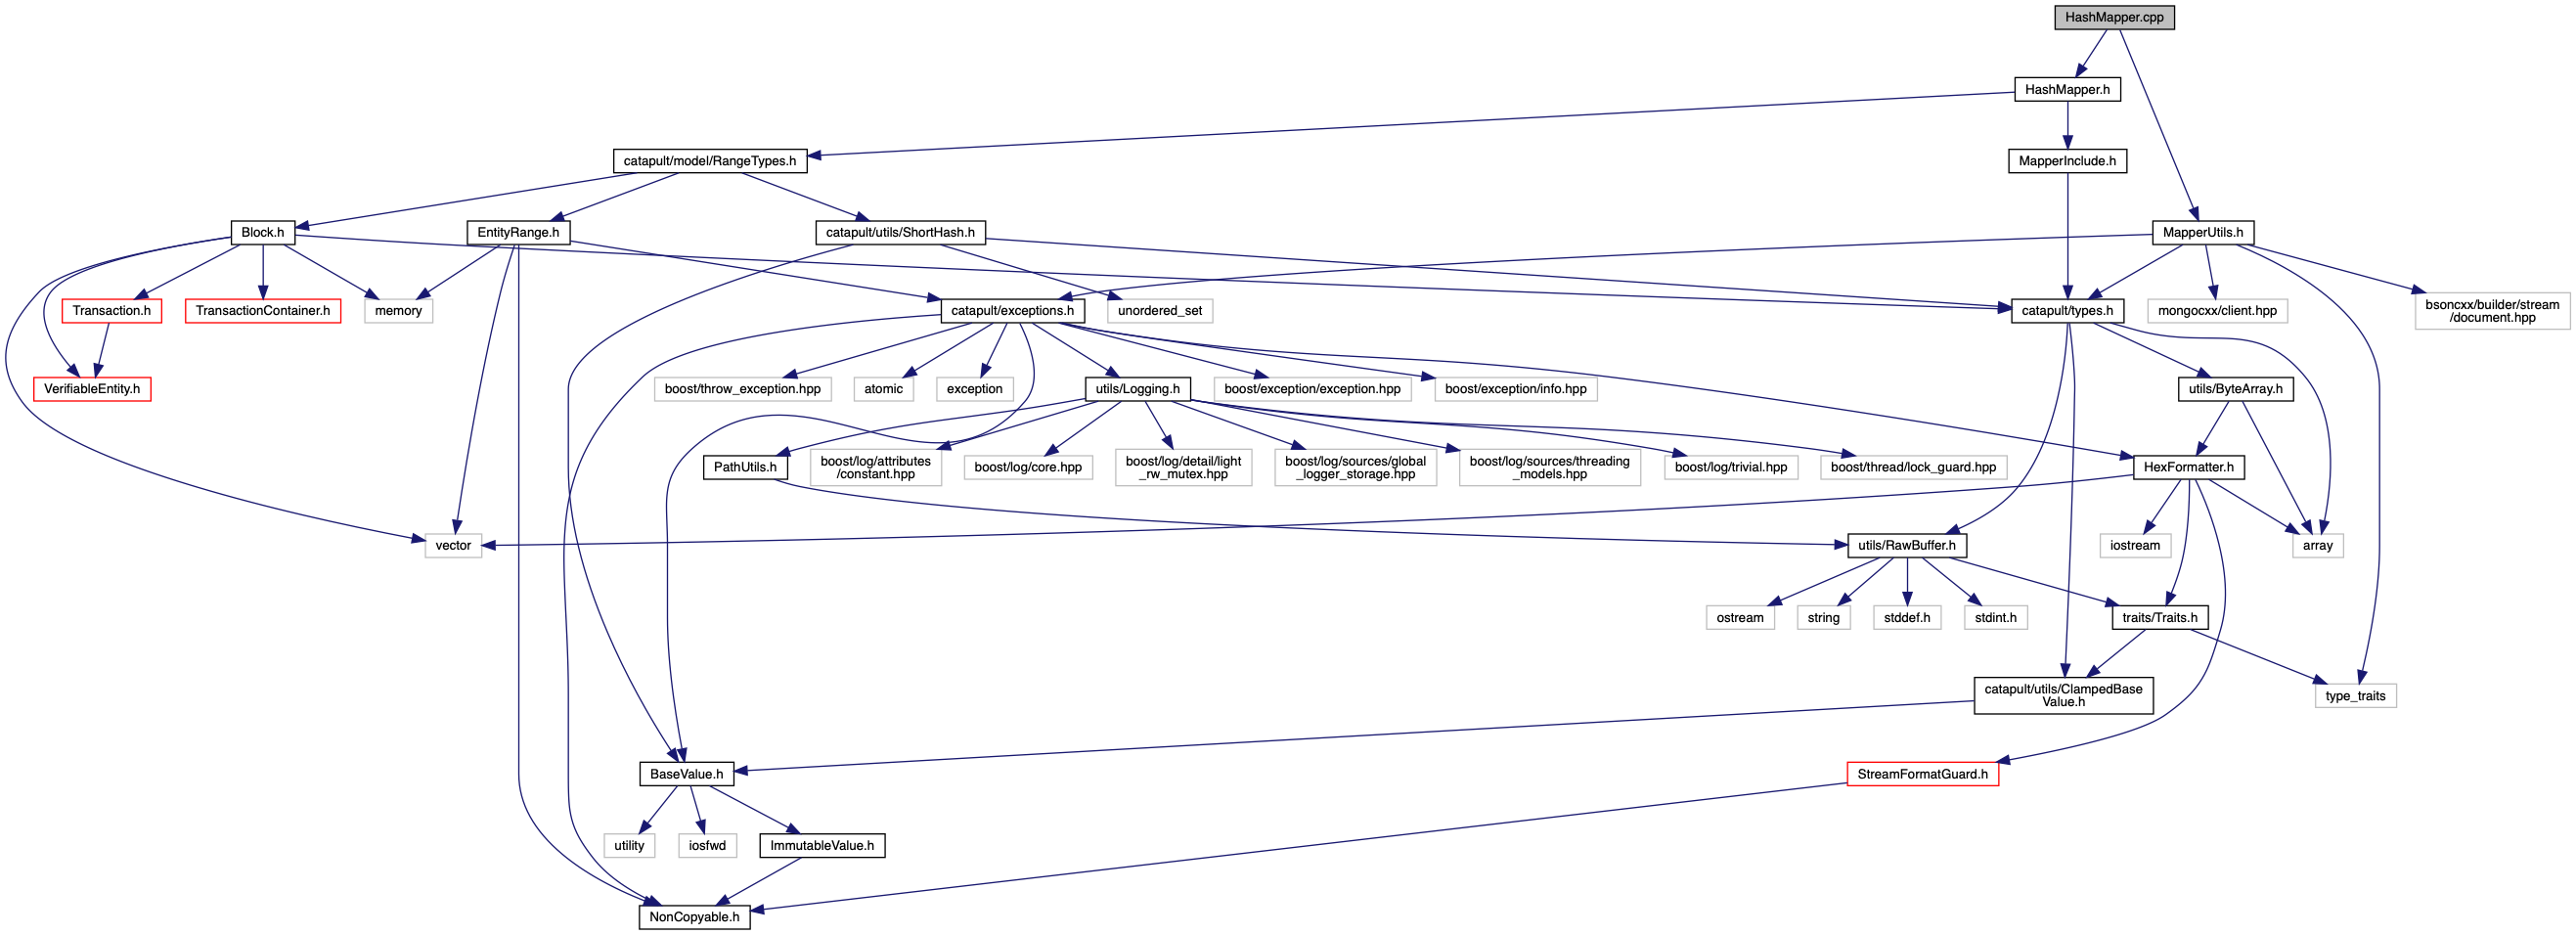 HashMapper.cpp
HashMapper.h
catapult/model/RangeTypes.h
MapperInclude.h
Block.h
EntityRange.h
catapult/utils/ShortHash.h
MapperUtils.h
Transaction.h
TransactionContainer.h
memory
catapult/exceptions.h
unordered_set
catapult/types.h
mongocxx/client.hpp
bsoncxx/builder/stream
/document.hpp
VerifiableEntity.h
boost/throw_exception.hpp
atomic
exception
utils/Logging.h
boost/exception/exception.hpp
boost/exception/info.hpp
utils/ByteArray.h
PathUtils.h
boost/log/attributes
/constant.hpp
boost/log/core.hpp
boost/log/detail/light
_rw_mutex.hpp
boost/log/sources/global
_logger_storage.hpp
boost/log/sources/threading
_models.hpp
boost/log/trivial.hpp
boost/thread/lock_guard.hpp
HexFormatter.h
vector
utils/RawBuffer.h
iostream
array
ostream
string
stddef.h
stdint.h
traits/Traits.h
catapult/utils/ClampedBase
Value.h
type_traits
BaseValue.h
StreamFormatGuard.h
utility
iosfwd
ImmutableValue.h
NonCopyable.h